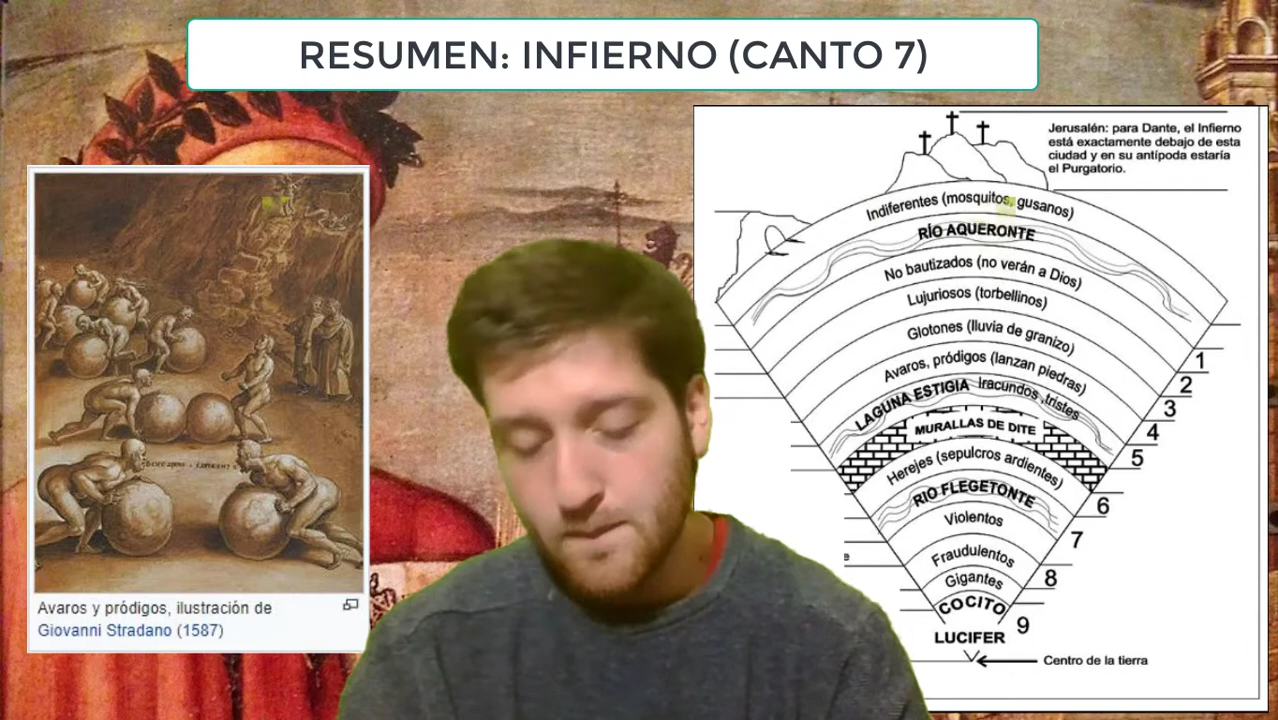 RESUMEN: INFIERNO (CANTO 7)
Avaros y pródigos, ilustración de
Giovanni Stradano (1587)
Jerusalén: para Dante, el Infierno
está exactamente debajo de esta
ciudad y en su antípoda estaría
el Purgatorio.
Indiferentes (mosquitos, gusanos)
RÍO AQUERONTE
No bautizados (no verán a Dios)
Lujuriosos (torbellinos)
Glotones (lluvia de granizo)
Avaros, pródigos (lanzan piedras)
LAGUNA ESTIGIA Iracundos ,tristes
MURALLAS DE DITE
Herejes (sepulcros ardientes)
RIO FLEGETONTE
Violentos
Fraudulentos
Gigantes
COCITO
LUCIFER
Centro de la tierra
1
2
3
4
5
6
7
8
9